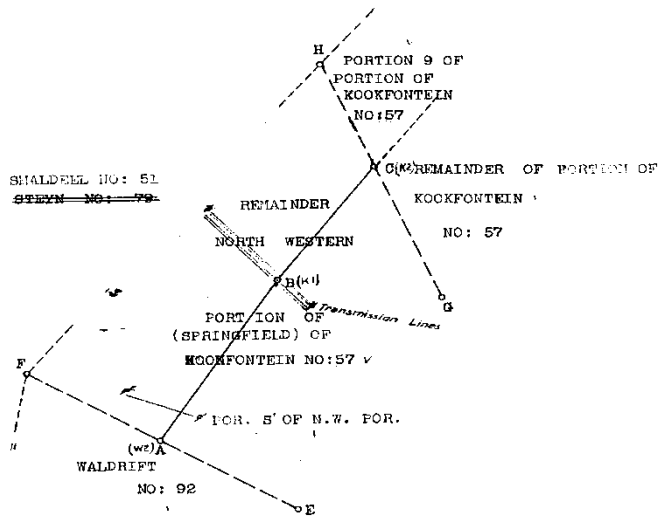 H
PORTION 9 OF
PORTION OF
KOOKFONTEIN
NO:57
C(K2) REMAINDER OF PORTION OF
KOOKFONTEIN
NO: 57
SMALDEEL NO: 51
STEYN NO: 79
REMAINDER
NORTH WESTERN
B(K1)
G
Transmission Lines
PORTION OF
(SPRINGFIELD) OF
KOOKFONTEIN NO:57
F
POR. 8 OF N.W. POR.
(W2) A
WALDRIFT
NO: 92
E